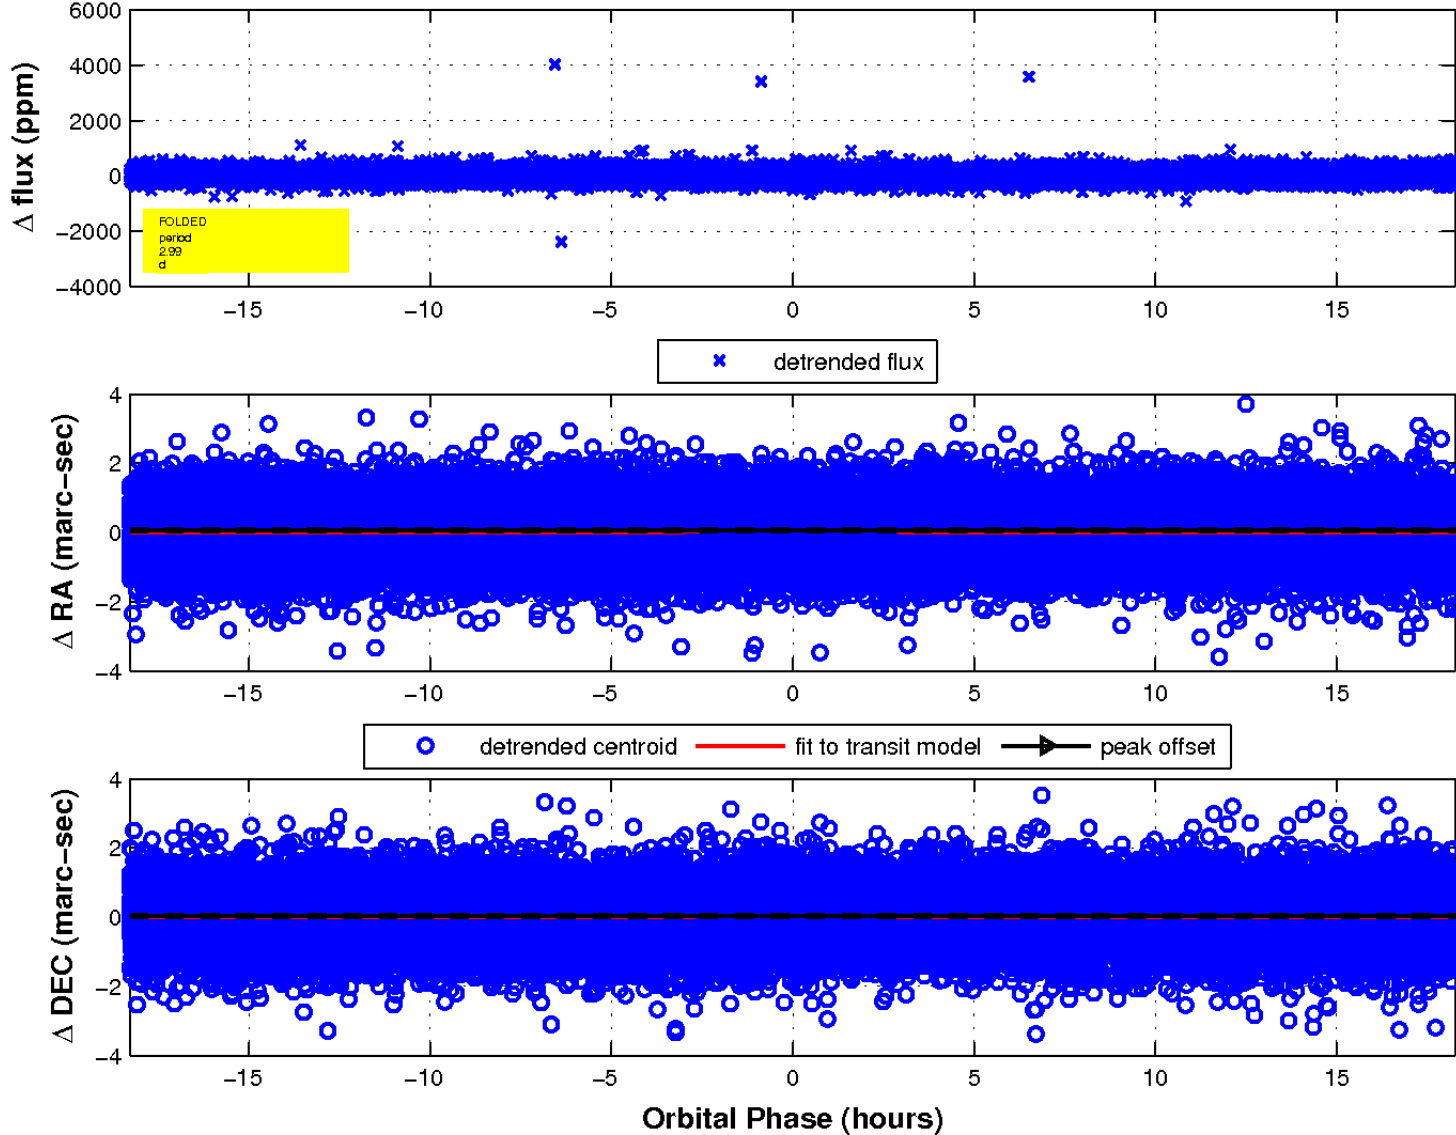 6000
4000
2000
0
−2000
−4000
Δ flux (ppm)
FOLDED
period
2.99
d
−15 −10 −5 0 5 10 15
detrended flux
4
2
0
−2
−4
Δ RA (marc−sec)
−15 −10 −5 0 5 10 15
detrended centroid fit to transit model peak offset
4
2
0
−2
−4
Δ DEC (marc−sec)
−15 −10 −5 0 5 10 15
Orbital Phase (hours)